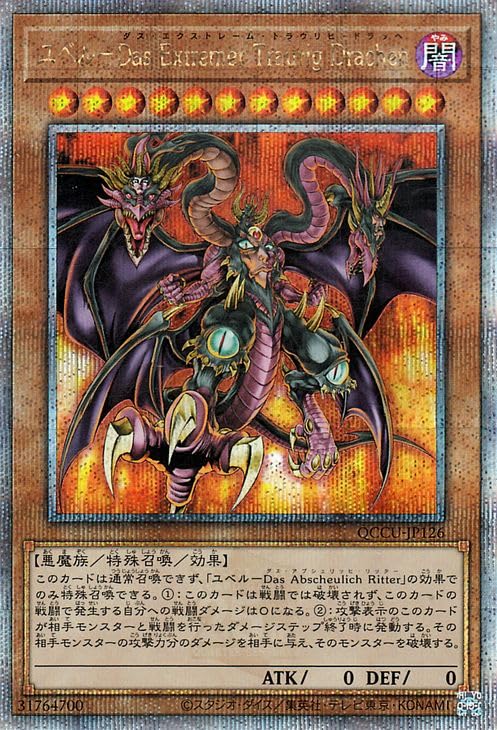 ユベル－Das Extremer Traurig Drachen
ダス・エクストレーム・トラウリヒ・ドラッヘ
闇
やみ
QCCU-JP126
【悪魔族／特殊召喚／効果】
このカードは通常召喚できず、「ユベル－Das Abscheulich Ritter」の効果で
のみ特殊召喚できる。①：このカードは戦闘では破壊されず、このカードの
戦闘で発生する自分への戦闘ダメージは０になる。②：攻撃表示のこのカード
が相手モンスターと戦闘を行ったダメージステップ終了時に発動する。その
相手モンスターの攻撃力分のダメージを相手に与え、そのモンスターを破壊する。
ATK/ 0 DEF/ 0
31764700
©スタジオ・ダイス／集英社・テレビ東京・KONAMI